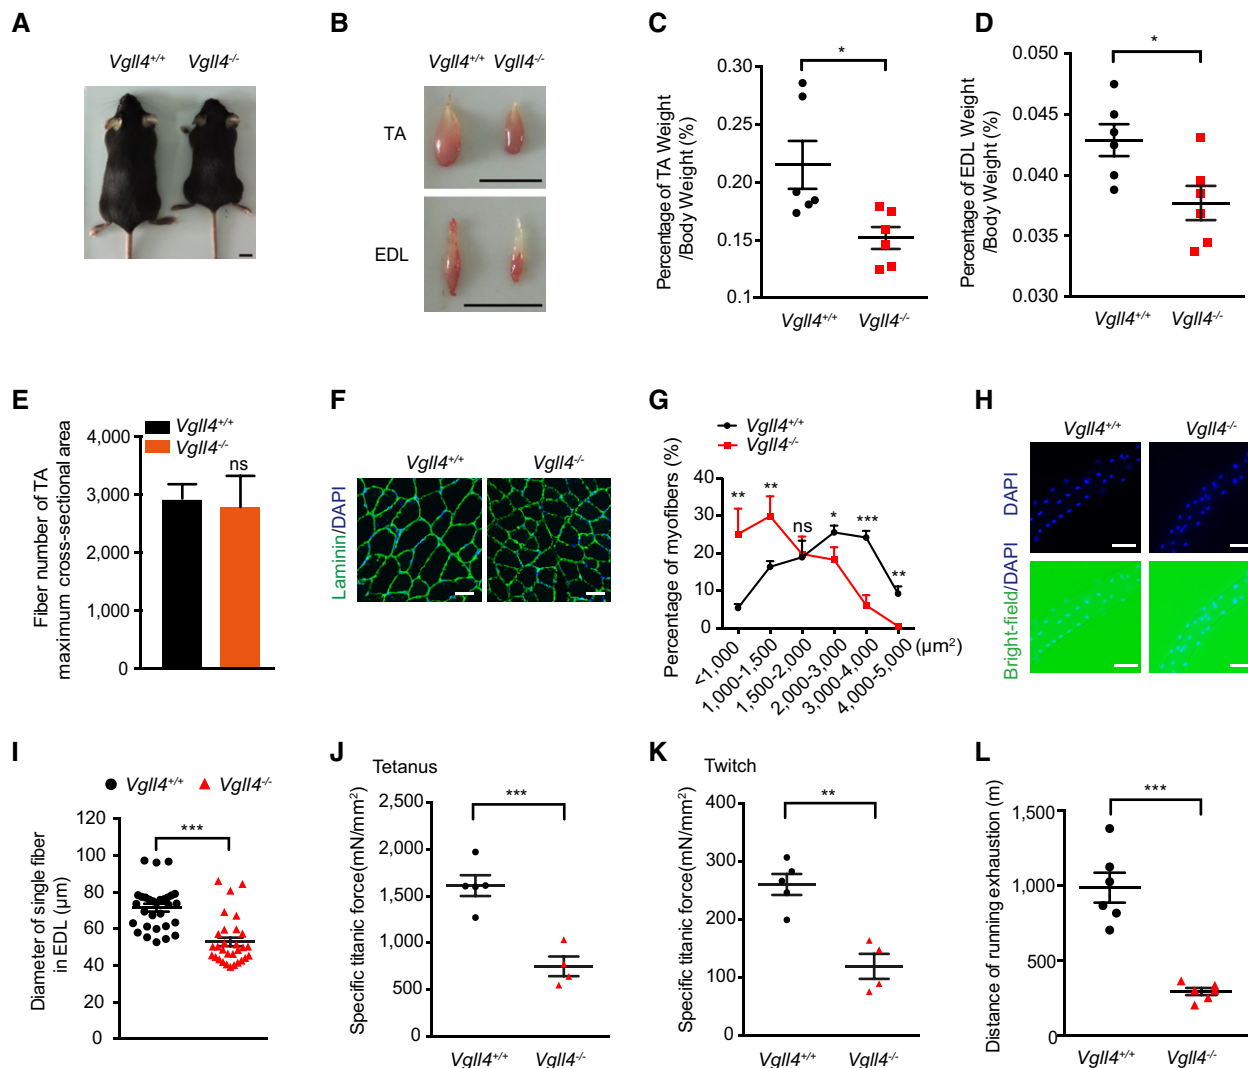 A
Vgll4+/+ Vgll4-/-
B
Vgll4+/+ Vgll4-/-
TA
EDL
C
Percentage of TA Weight
/Body Weight (%)
0.30
0.25
0.20
0.15
0.1
*
Vgll4+/+ Vgll4-/-
D
Percentage of EDL Weight
/Body Weight (%)
0.050
0.045
0.040
0.035
0.030
*
Vgll4+/+ Vgll4-/-
E
Fiber number of TA
maximum cross-sectional area
Vgll4+/+
Vgll4-/-
4,000
3,000
2,000
1,000
0
ns
F
Vgll4+/+ Vgll4-/-
Laminin/DAPI
G
Vgll4+/+
Vgll4-/-
Percentage of myofibers (%)
40
30
20
10
0
** ** ns * *** **
<1,000
1,000-1,500
1,500-2,000
2,000-3,000
3,000-4,000
4,000-5,000
(µm2)
H
Vgll4+/+ Vgll4-/-
DAPI
Bright-field/DAPI
I
Vgll4+/+ Vgll4-/-
Diameter of single fiber
in EDL (µm)
120
100
80
60
40
20
0
***
J
Tetanus
Specific titanic force(mN/mm2)
2,500
2,000
1,500
1,000
500
0
***
Vgll4+/+ Vgll4-/-
K
Twitch
Specific titanic force(mN/mm2)
400
300
200
100
0
**
Vgll4+/+ Vgll4-/-
L
Distance of running exhaustion (m)
1,500
1,000
500
0
***
Vgll4+/+ Vgll4-/-